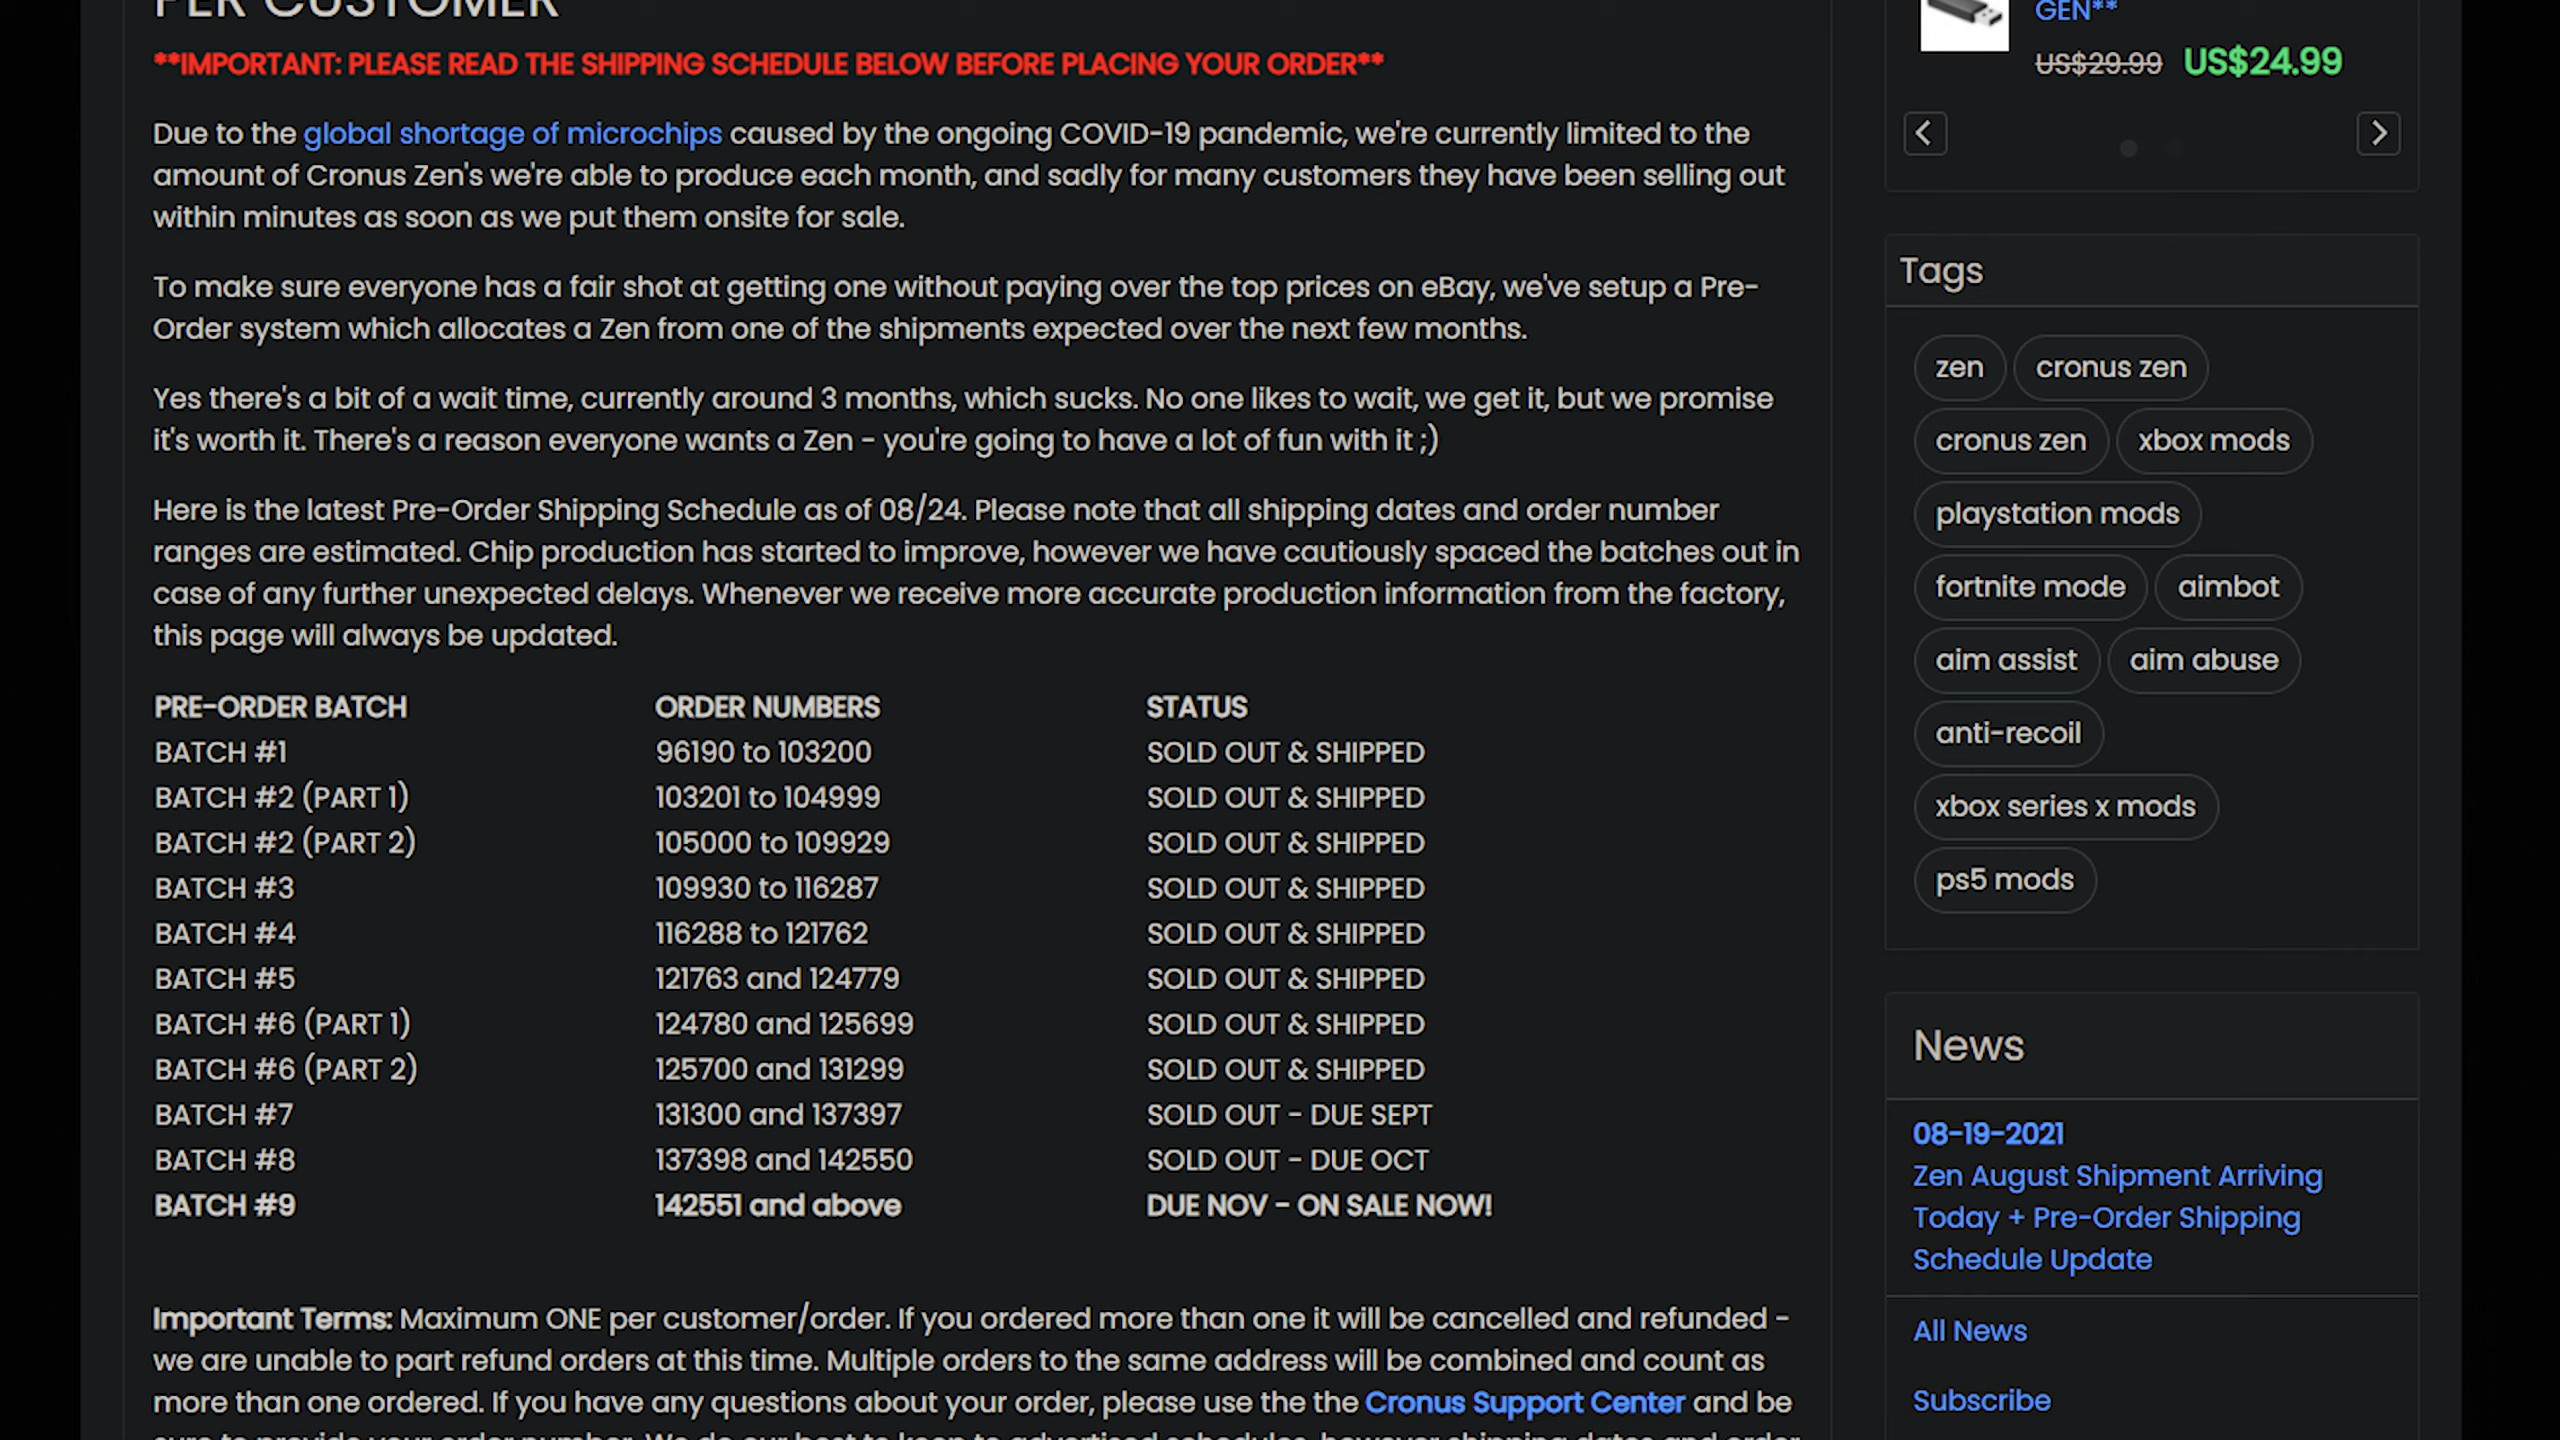 PER CUSTOMER
**IMPORTANT: PLEASE READ THE SHIPPING SCHEDULE BELOW BEFORE PLACING YOUR ORDER**
Due to the global shortage of microchips caused by the ongoing COVID-19 pandemic, we're currently limited to the
amount of Cronus Zen's we're able to produce each month, and sadly for many customers they have been selling out
within minutes as soon as we put them onsite for sale.
To make sure everyone has a fair shot at getting one without paying over the top prices on eBay, we've setup a Pre-
Order system which allocates a Zen from one of the shipments expected over the next few months.
Yes there's a bit of a wait time, currently around 3 months, which sucks. No one likes to wait, we get it, but we promise
it's worth it. There's a reason everyone wants a Zen - you're going to have a lot of fun with it ;)
Here is the latest Pre-Order Shipping Schedule as of 08/24. Please note that all shipping dates and order number
ranges are estimated. Chip production has started to improve, however we have cautiously spaced the batches out in
case of any further unexpected delays. Whenever we receive more accurate production information from the factory,
this page will always be updated.
PRE-ORDER BATCH ORDER NUMBERS STATUS
BATCH #1 96190 to 103200 SOLD OUT & SHIPPED
BATCH #2 (PART 1) 103201 to 104999 SOLD OUT & SHIPPED
BATCH #2 (PART 2) 105000 to 109929 SOLD OUT & SHIPPED
BATCH #3 109930 to 116287 SOLD OUT & SHIPPED
BATCH #4 116288 to 121762 SOLD OUT & SHIPPED
BATCH #5 121763 and 124779 SOLD OUT & SHIPPED
BATCH #6 (PART 1) 124780 and 125699 SOLD OUT & SHIPPED
BATCH #6 (PART 2) 125700 and 131299 SOLD OUT & SHIPPED
BATCH #7 131300 and 137397 SOLD OUT - DUE SEPT
BATCH #8 137398 and 142550 SOLD OUT - DUE OCT
BATCH #9 142551 and above DUE NOV - ON SALE NOW!
Important Terms: Maximum ONE per customer/order. If you ordered more than one it will be cancelled and refunded -
we are unable to part refund orders at this time. Multiple orders to the same address will be combined and count as
more than one ordered. If you have any questions about your order, please use the the Cronus Support Center and be
sure to provide your order number. We do our best to keep to advertised schedules, however shipping dates and order
GEN**
US$29.99 US$24.99
Tags
zen cronus zen
cronus zen xbox mods
playstation mods
fortnite mode aimbot
aim assist aim abuse
anti-recoil
xbox series x mods
ps5 mods
News
08-19-2021
Zen August Shipment Arriving
Today + Pre-Order Shipping
Schedule Update
All News
Subscribe